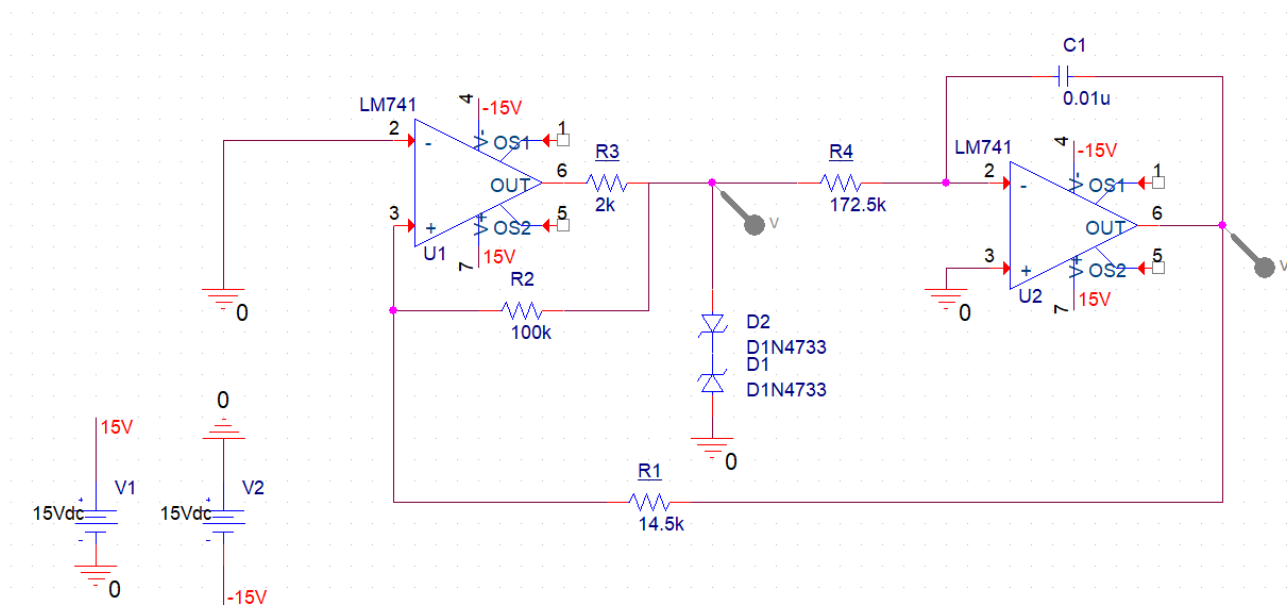 C1
0.01u
LM741
4
-15V
2
-
V-
OS1
1
R3
6
OUT
2k
3
+
V+
OS2
5
U1
7
15V
R4
172.5k
V
LM741
4
-15V
2
-
V-
OS1
1
6
OUT
3
+
V+
OS2
5
U2
7
15V
V
0
0
R2
100k
D2
D1N4733
D1
D1N4733
0
R1
14.5k
15V
V1
15Vdc
+
-
0
0
V2
15Vdc
+
-
-15V